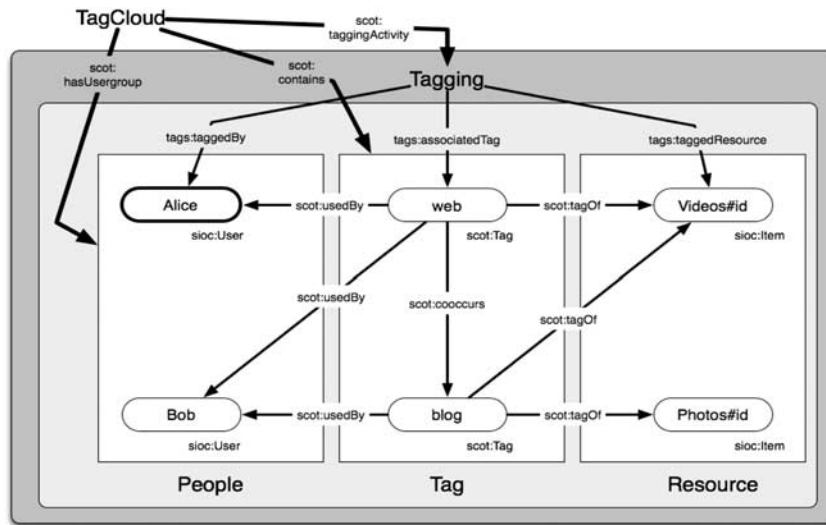 TagCloud
scot:
taggingActivity
scot:
hasUsergroup
scot:
contains
Tagging
tags:taggedBy
tags:associatedTag
tags:taggedResource
Alice
scot:usedBy
web
scot:tagOf
Videos#id
sioc:User
scot:Tag
sioc:Item
scot:usedBy
scot:cooccurs
scot:tagOf
Bob
scot:usedBy
blog
scot:tagOf
Photos#id
sioc:User
scot:Tag
sioc:Item
People
Tag
Resource